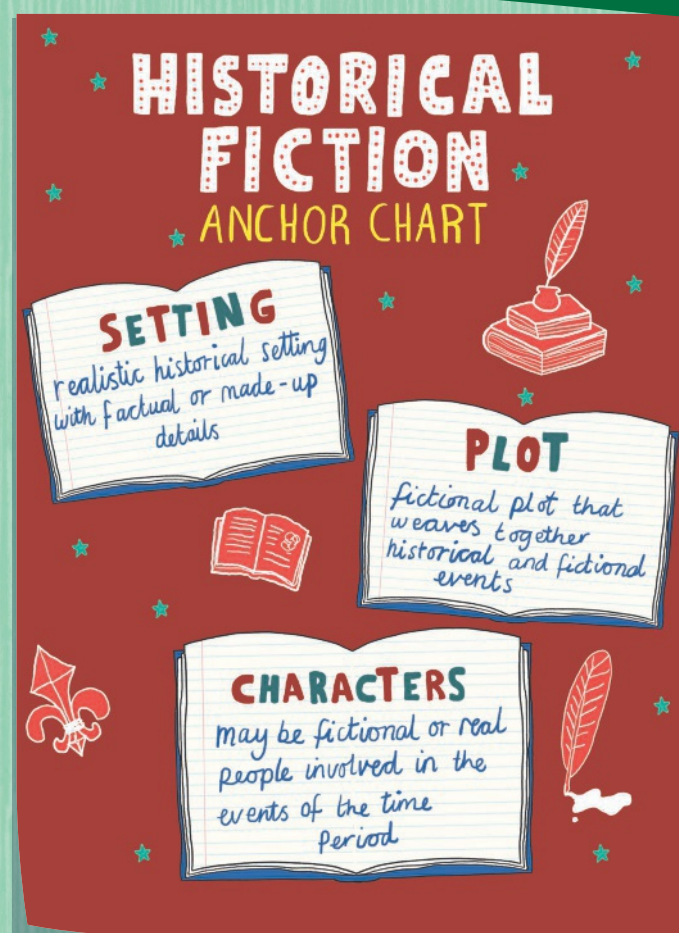 HISTORICAL
FICTION
ANCHOR CHART
SETTING
realistic historical setting
with factual or made-up
details
PLOT
fictional plot that
weaves together
historical and fictional
events
CHARACTERS
may be fictional or real
people involved in the
events of the time
Period